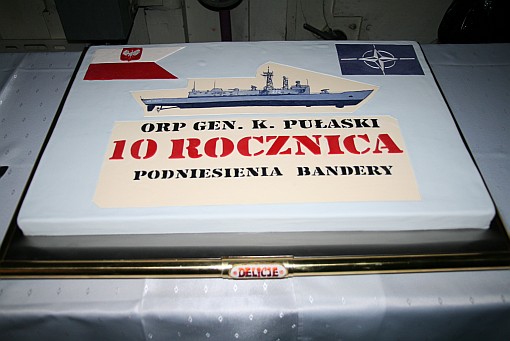 ORP GEN. K. PUŁASKI
10 ROCZNICA
PODNIESIENIA BANDERY
DELICJE